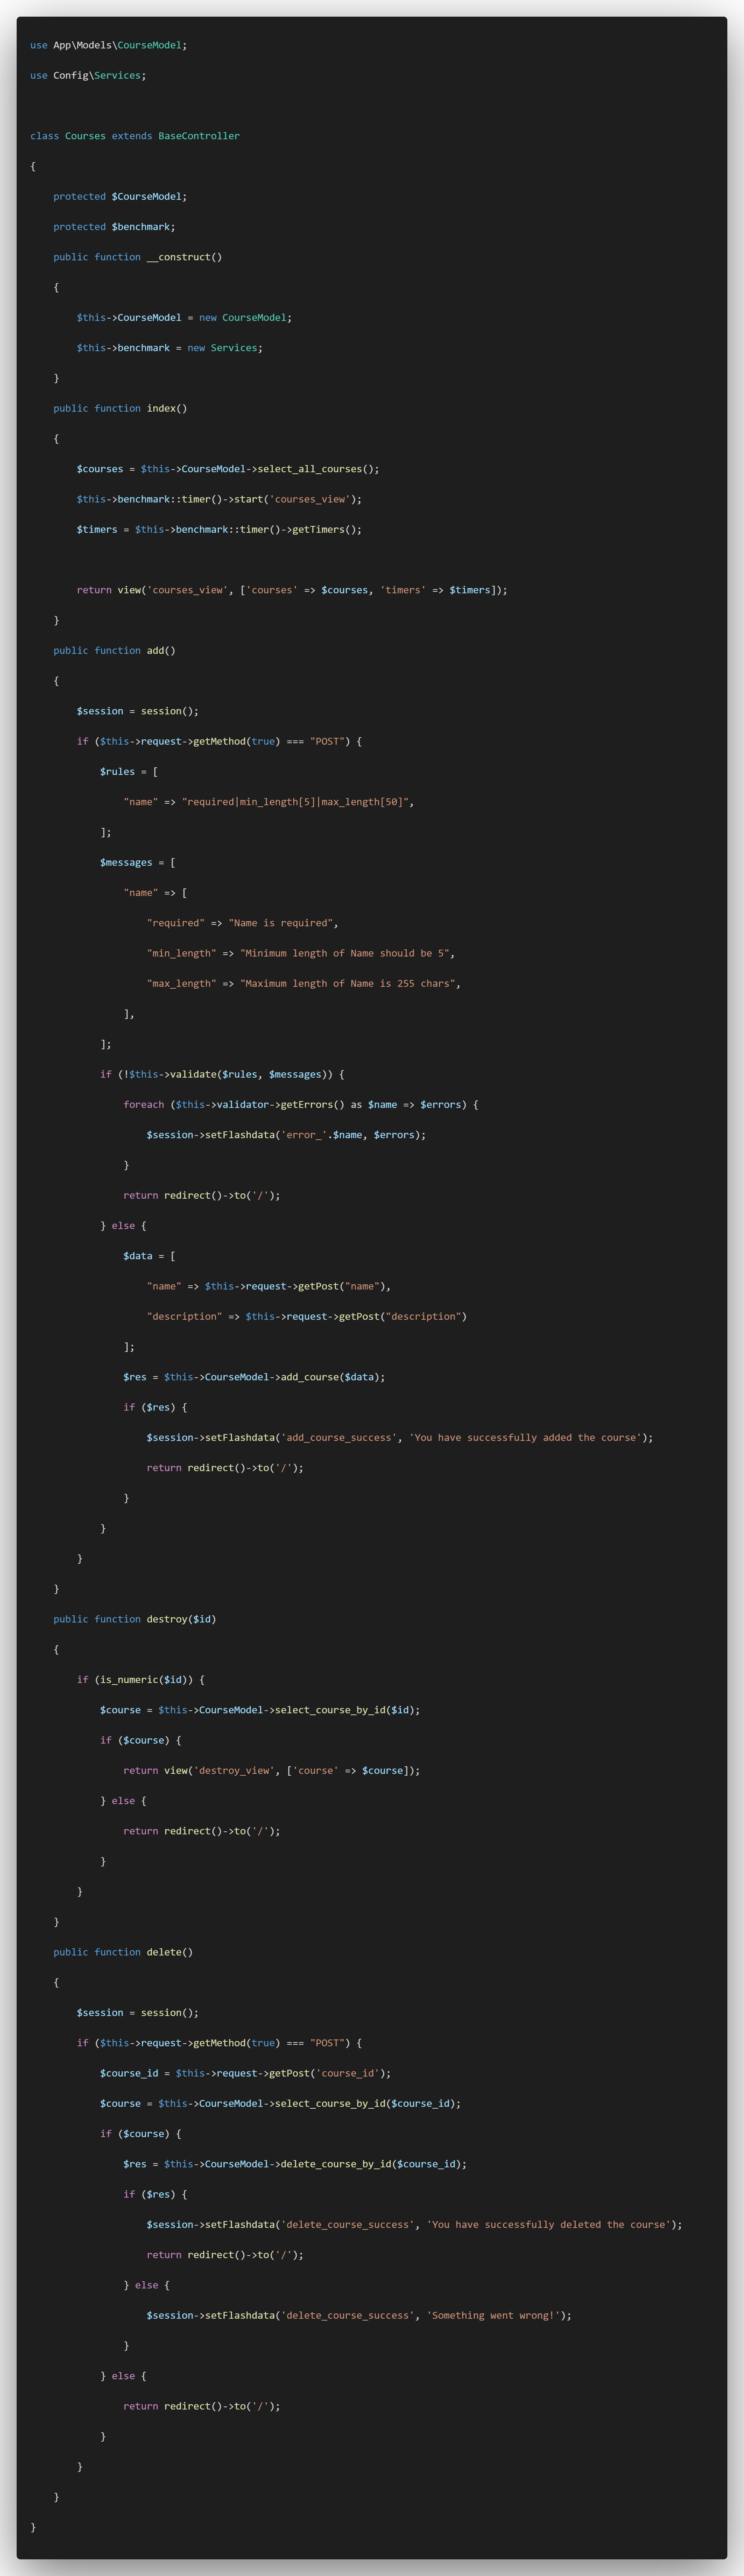 use App\Models\CourseModel;
use Config\Services;
class Courses extends BaseController
{
    protected $CourseModel;
    protected $benchmark;
    public function __construct()
    {
        $this->CourseModel = new CourseModel;
        $this->benchmark = new Services;
    }
    public function index()
    {
        $courses = $this->CourseModel->select_all_courses();
        $this->benchmark::timer()->start('courses_view');
        $timers = $this->benchmark::timer()->getTimers();
        return view('courses_view', ['courses' => $courses, 'timers' => $timers]);
    }
    public function add()
    {
        $session = session();
        if ($this->request->getMethod(true) === "POST") {
            $rules = [
                "name" => "required|min_length[5]|max_length[50]",
            ];
            $messages = [
                "name" => [
                    "required" => "Name is required",
                    "min_length" => "Minimum length of Name should be 5",
                    "max_length" => "Maximum length of Name is 255 chars",
                ],
            ];
            if (!$this->validate($rules, $messages)) {
                foreach ($this->validator->getErrors() as $name => $errors) {
                    $session->setFlashdata('error_'.$name, $errors);
                }
                return redirect()->to('/');
            } else {
                $data = [
                    "name" => $this->request->getPost("name"),
                    "description" => $this->request->getPost("description")
                ];
                $res = $this->CourseModel->add_course($data);
                if ($res) {
                    $session->setFlashdata('add_course_success', 'You have successfully added the course');
                    return redirect()->to('/');
                }
            }
        }
    }
    public function destroy($id)
    {
        if (is_numeric($id)) {
            $course = $this->CourseModel->select_course_by_id($id);
            if ($course) {
                return view('destroy_view', ['course' => $course]);
            } else {
                return redirect()->to('/');
            }
        }
    }
    public function delete()
    {
        $session = session();
        if ($this->request->getMethod(true) === "POST") {
            $course_id = $this->request->getPost('course_id');
            $course = $this->CourseModel->select_course_by_id($course_id);
            if ($course) {
                $res = $this->CourseModel->delete_course_by_id($course_id);
                if ($res) {
                    $session->setFlashdata('delete_course_success', 'You have successfully deleted the course');
                    return redirect()->to('/');
                } else {
                    $session->setFlashdata('delete_course_success', 'Something went wrong!');
                }
            } else {
                return redirect()->to('/');
            }
        }
    }
}